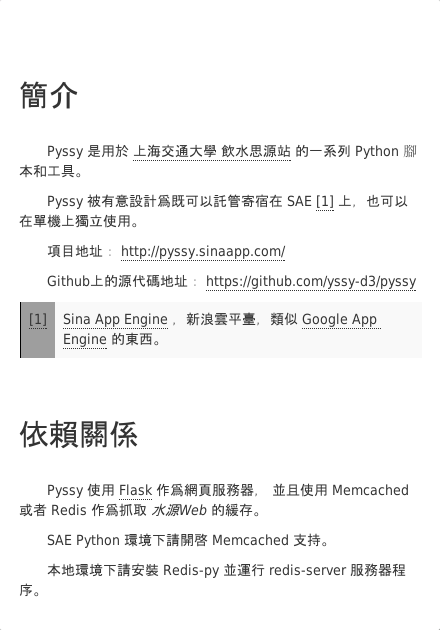 簡介
Pyssy 是用於 上海交通大學 飲水思源站 的一系列 Python 腳
本和工具。
Pyssy 被有意設計爲既可以託管寄宿在 SAE [1] 上，也可以
在單機上獨立使用。
項目地址： http://pyssy.sinaapp.com/
Github上的源代碼地址： https://github.com/yssy-d3/pyssy
[1] Sina App Engine ，新浪雲平臺，類似 Google App
Engine 的東西。
依賴關係
Pyssy 使用 Flask 作爲網頁服務器， 並且使用 Memcached
或者 Redis 作爲抓取 水源Web 的緩存。
SAE Python 環境下請開啓 Memcached 支持。
本地環境下請安裝 Redis-py 並運行 redis-server 服務器程
序。